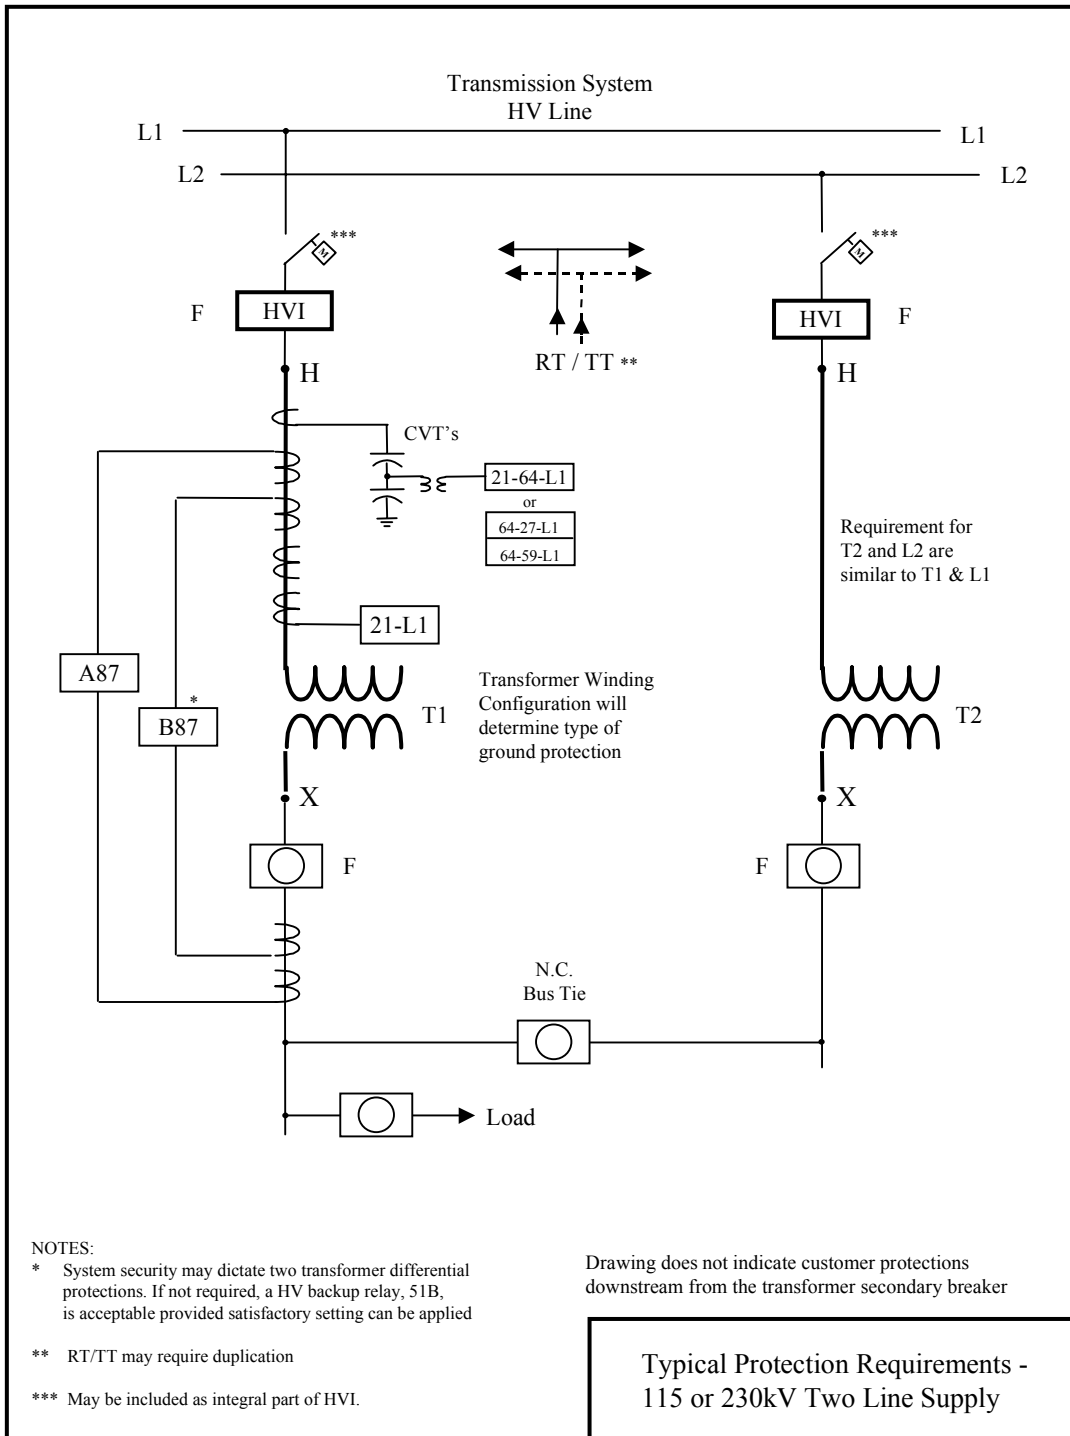 Transmission System
HV Line
L1
L1
L2
L2
***
M
***
M
F
HVI
HVI
F
RT / TT **
H
H
CVT's
21-64-L1
or
64-27-L1
64-59-L1
Requirement for
T2 and L2 are
similar to T1 & L1
21-L1
A87
*
B87
T1
Transformer Winding
Configuration will
determine type of
ground protection
T2
X
X
F
F
N.C.
Bus Tie
Load
NOTES:
* System security may dictate two transformer differential
protections. If not required, a HV backup relay, 51B,
is acceptable provided satisfactory setting can be applied
** RT/TT may require duplication
*** May be included as integral part of HVI.
Drawing does not indicate customer protections
downstream from the transformer secondary breaker
Typical Protection Requirements -
115 or 230kV Two Line Supply